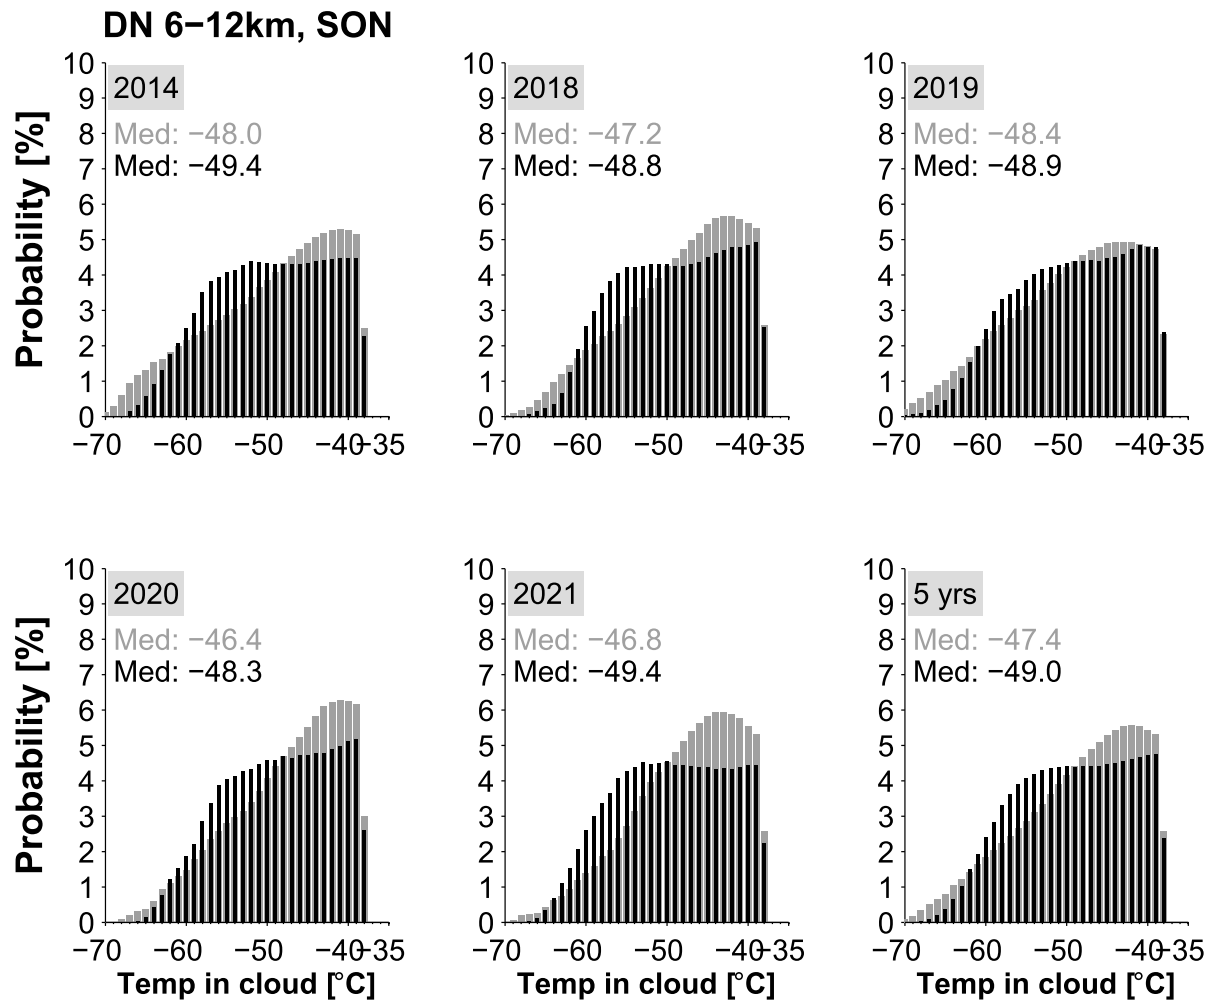 DN 6−12km, SON
Probability [%]
10
9
8
7
6
5
4
3
2
1
0
2014
Med: −48.0
Med: −49.4
−70 −60 −50 −40 −35
10
9
8
7
6
5
4
3
2
1
0
2018
Med: −47.2
Med: −48.8
−70 −60 −50 −40 −35
10
9
8
7
6
5
4
3
2
1
0
2019
Med: −48.4
Med: −48.9
−70 −60 −50 −40 −35
Probability [%]
10
9
8
7
6
5
4
3
2
1
0
2020
Med: −46.4
Med: −48.3
−70 −60 −50 −40 −35
Temp in cloud [°C]
10
9
8
7
6
5
4
3
2
1
0
2021
Med: −46.8
Med: −49.4
−70 −60 −50 −40 −35
Temp in cloud [°C]
10
9
8
7
6
5
4
3
2
1
0
5 yrs
Med: −47.4
Med: −49.0
−70 −60 −50 −40 −35
Temp in cloud [°C]